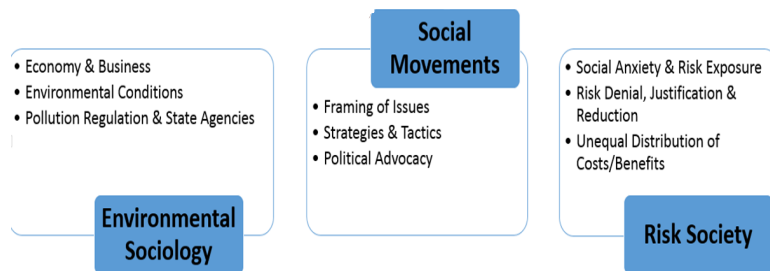 • Economy & Business
• Environmental Conditions
• Pollution Regulation & State Agencies
Environmental
Sociology
Social
Movements
• Framing of Issues
• Strategies & Tactics
• Political Advocacy
• Social Anxiety & Risk Exposure
• Risk Denial, Justification &
Reduction
• Unequal Distribution of
Costs/Benefits
Risk Society